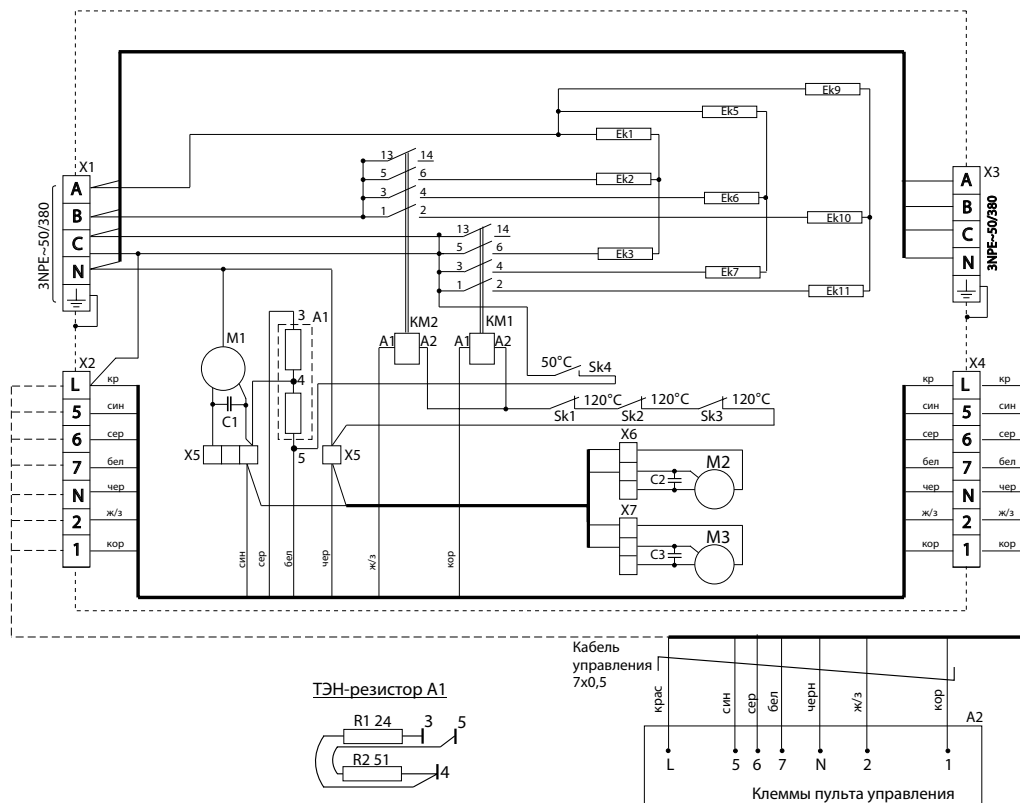 Ek9
Ek5
Ek1
X1
13 14
A
5 6
Ek2
X3
A
3 4
Ek6
B
1 2
Ek10
B
C
13 14
C
5 6
Ek3
N
3 4
Ek7
N
1 2
Ek11
3NPE~50/380
3NPE~50/380
3 A1
M1
KM2
KM1
A1 A2
A1 A2
50°C Sk4
X2
4
X4
L кр
кр L
5 син
C1
120°C 120°C 120°C
син 5
Sk1 Sk2 Sk3
6 сер
X6
сер 6
X5
5
X5
7 бел
C2 M2
бел 7
N чер
чер N
X7
2 ж/з
M3
ж/з 2
1 кор
C3
кор 1
кр
син
сер
бел
чер
ж/з
кор
син
сер
бел
чер
ж/з
кор
Кабель
управления
7х0,5
крас
син
сер
бел
черн
ж/з
кор
A2
L 5 6 7 N 2 1
Клеммы пульта управления
ТЭН-резистор А1
R1 24 3 5
R2 51 4